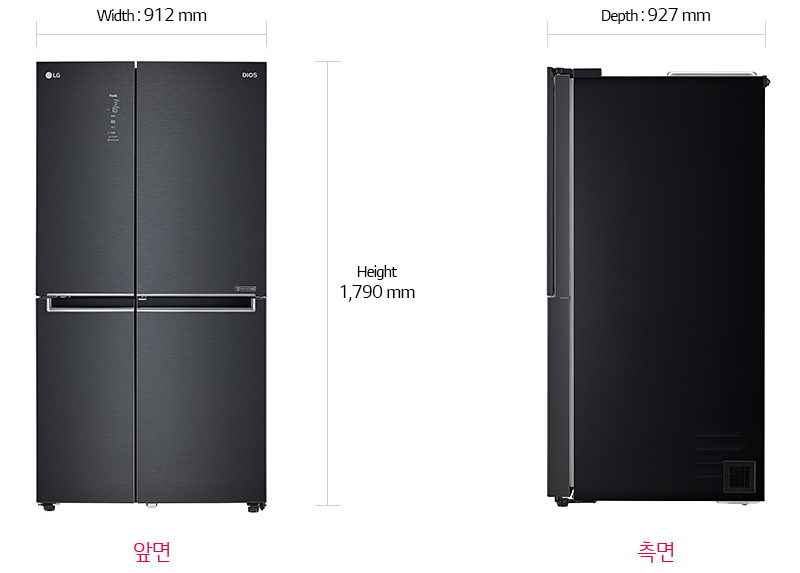 Width : 912 mm
Depth : 927 mm
LG
DIOS
Height
1,790 mm
앞면
측면